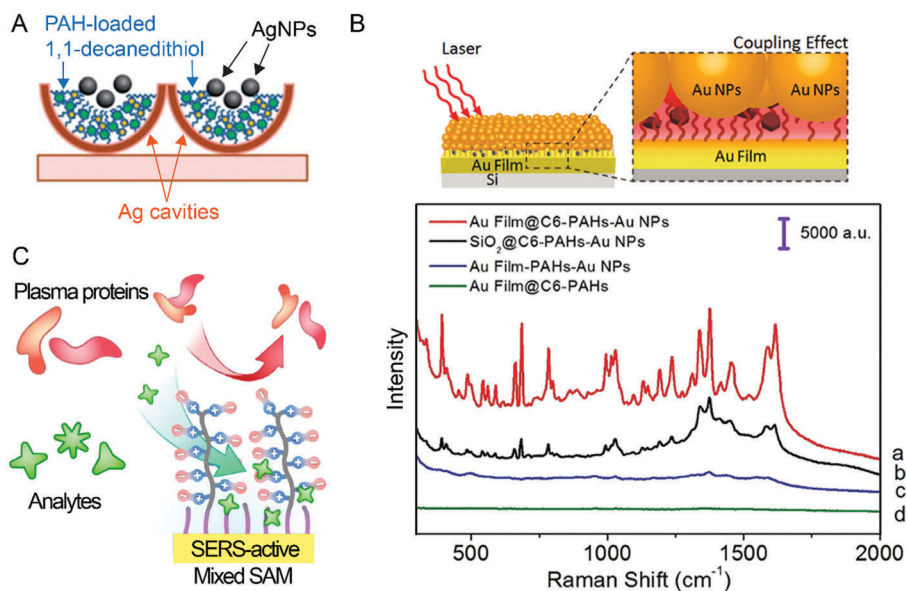 A
PAH-loaded
1,1-decanedithiol
AgNPs
Ag cavities
B
Laser
Coupling Effect
Au NPs
Au NPs
Au Film
Au Film
Si
C
Plasma proteins
Analytes
SERS-active
Mixed SAM
Au Film@C6-PAHs-Au NPs
SiO2@C6-PAHs-Au NPs
Au Film-PAHs-Au NPs
Au Film@C6-PAHs
5000 a.u.
Intensity
a
b
c
d
500 1000 1500 2000
Raman Shift (cm-1)